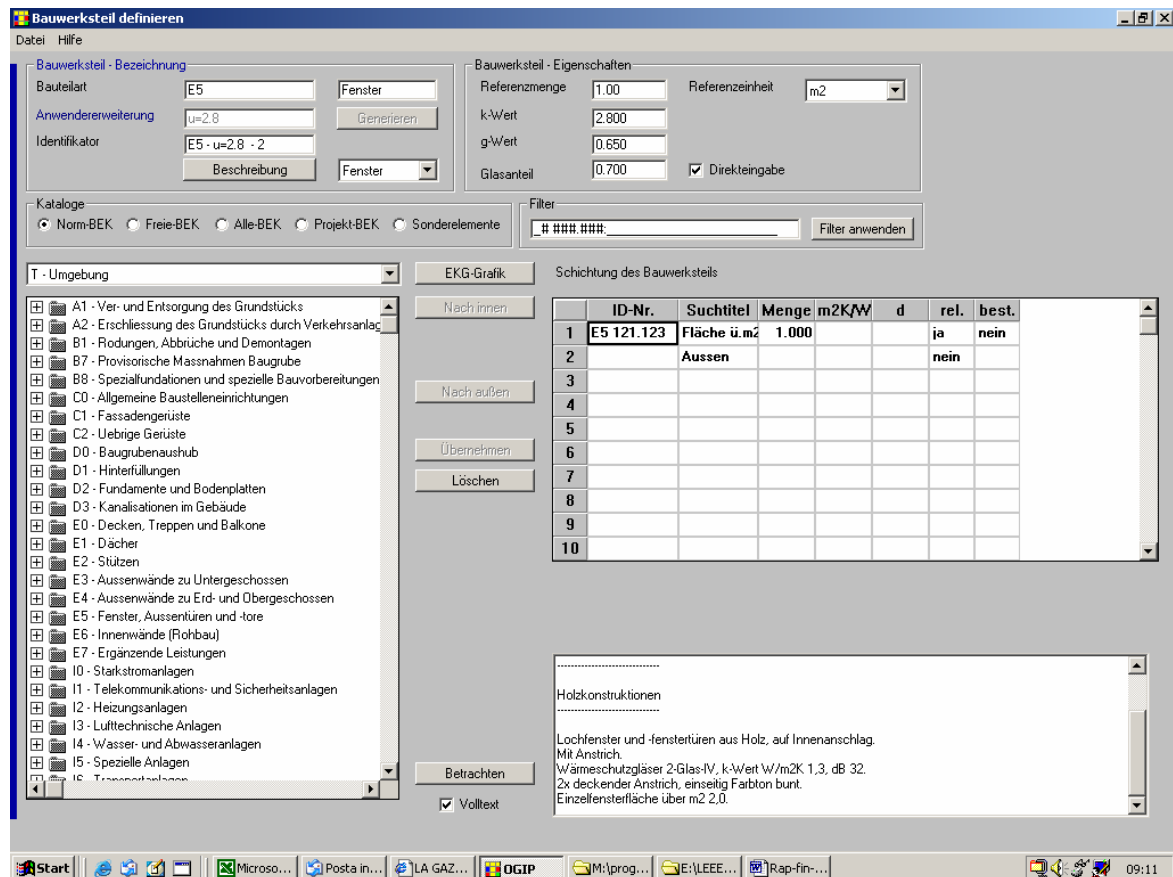 Bauwerksteil definieren
Datei Hilfe
Bauwerksteil - Bezeichnung
Bauteilart E5 Fenster
Anwendererweiterung u=2.8 Generieren
Identifikator E5 - u=2.8 - 2
Beschreibung Fenster
Bauwerksteil - Eigenschaften
Referenzmenge 1.00 Referenzeinheit m2
k-Wert 2.800
g-Wert 0.650
Glasanteil 0.700 Direkteingabe
Kataloge
Norm-BEK Freie-BEK Alle-BEK Projekt-BEK Sonderelemente
Filter
_# ###.###:_ Filter anwenden
T - Umgebung
A1 - Ver- und Entsorgung des Grundstücks
A2 - Erschliessung des Grundstücks durch Verkehrsanlag
B1 - Rodungen, Abbrüche und Demontagen
B7 - Provisorische Massnahmen Baugrube
B8 - Spezialfundationen und spezielle Bauvorbereitungen
C0 - Allgemeine Baustelleneinrichtungen
C1 - Fassadengerüste
C2 - Uebrige Gerüste
D0 - Baugrubenaushub
D1 - Hinterfüllungen
D2 - Fundamente und Bodenplatten
D3 - Kanalisationen im Gebäude
E0 - Decken, Treppen und Balkone
E1 - Dächer
E2 - Stützen
E3 - Aussenwände zu Untergeschossen
E4 - Aussenwände zu Erd- und Obergeschossen
E5 - Fenster, Aussentüren und -tore
E6 - Innenwände (Rohbau)
E7 - Ergänzende Leistungen
I0 - Starkstromanlagen
I1 - Telekommunikations- und Sicherheitsanlagen
I2 - Heizungsanlagen
I3 - Lufttechnische Anlagen
I4 - Wasser- und Abwasseranlagen
I5 - Spezielle Anlagen
I6 - Transportanlagen
EKG-Grafik
Nach innen
Nach außen
Übernehmen
Löschen
Betrachten
Volltext
Schichtung des Bauwerksteils
ID-Nr. Suchtitel Menge m2K/W d rel. best.
1 E5 121.123 Fläche ü.m2 1.000 ja nein
2 Aussen nein
3
4
5
6
7
8
9
10
------------------------------
Holzkonstruktionen
------------------------------
Lochfenster und -fenstertüren aus Holz, auf Innenanschlag.
Mit Anstrich.
Wärmeschutzgläser 2-Glas-IV, k-Wert W/m2K 1,3, dB 32.
2x deckender Anstrich, einseitig Farbton bunt.
Einzelfensterfläche über m2 2,0.
Start Microso... Posta in... LA GAZ... OGIP M:\prog... E:\LEEE... Rap-fin-... 09:11